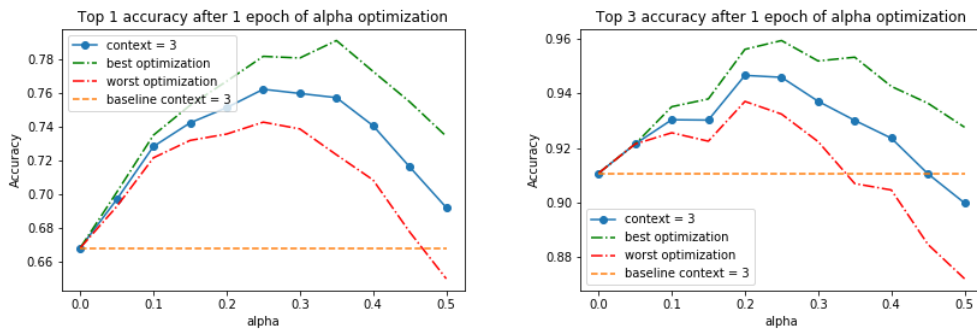 Top 1 accuracy after 1 epoch of alpha optimization
Accuracy
0.78
0.76
0.74
0.72
0.70
0.68
0.66
context = 3
best optimization
worst optimization
baseline context = 3
0.0 0.1 0.2 0.3 0.4 0.5
alpha
Top 3 accuracy after 1 epoch of alpha optimization
Accuracy
0.96
0.94
0.92
0.90
0.88
context = 3
best optimization
worst optimization
baseline context = 3
0.0 0.1 0.2 0.3 0.4 0.5
alpha